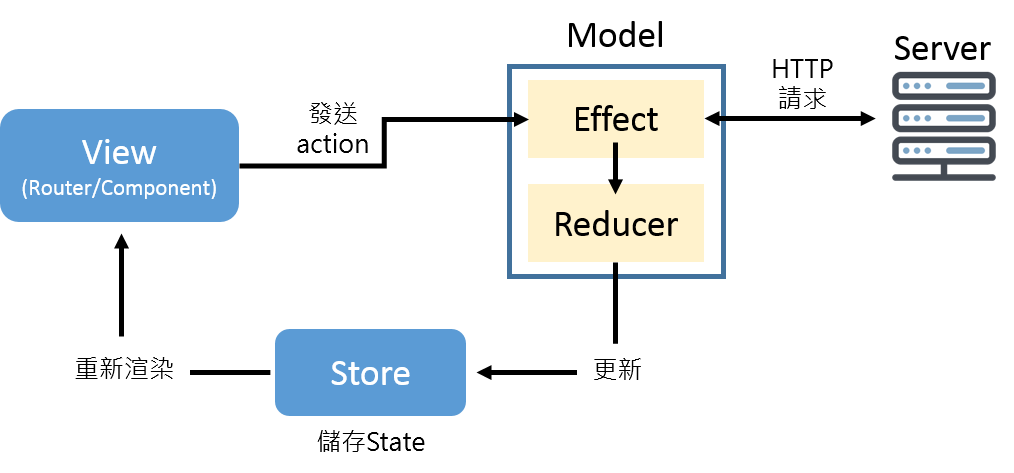 Model
Server
HTTP
請求
發送
action
Effect
View
(Router/Component)
Reducer
重新渲染
Store
更新
儲存State